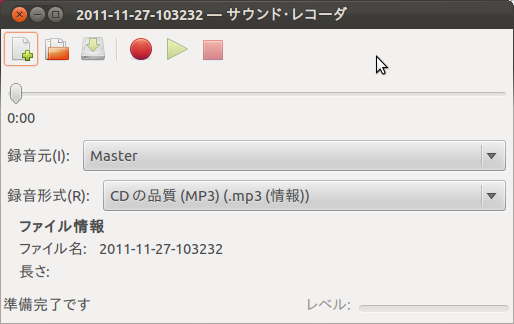 2011-11-27-103232 — サウンド・レコーダ
0:00
録音元(I): Master
録音形式(R): CD の品質 (MP3) (.mp3 (情報))
ファイル情報
ファイル名: 2011-11-27-103232
長さ:
準備完了です レベル: